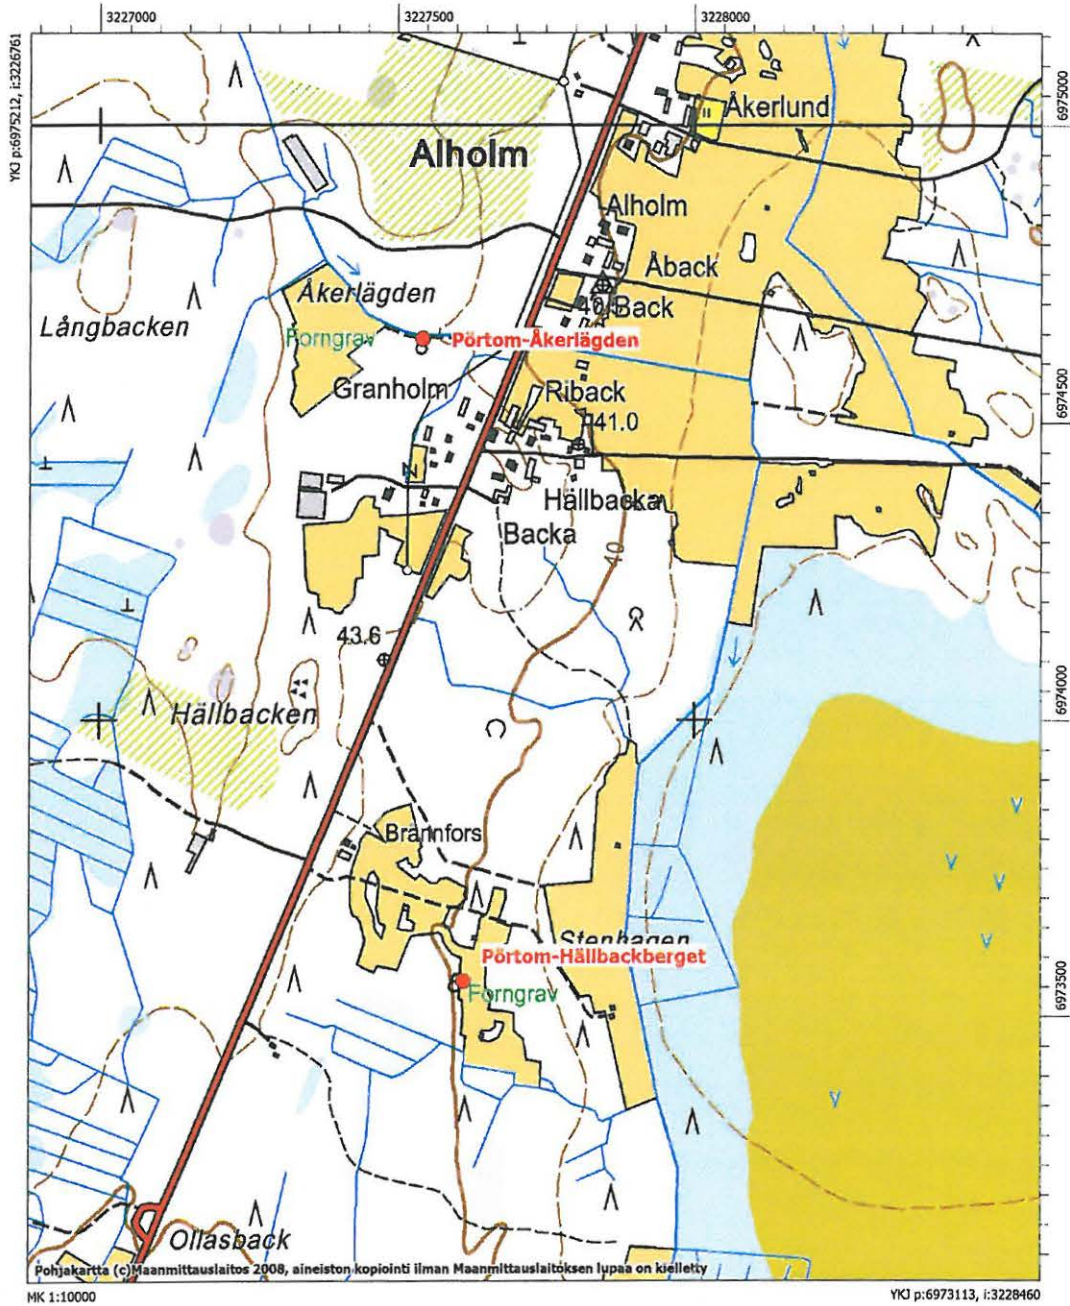 3227000 3227500 3228000
YKJ p:6975212, i:3226761
6975000
Åkerlund
Alholm
Alholm
Åback
Åkerlägden
40.5 Back
Långbacken
Forngrav
Pörtom-Åkerlägden
Granholm
Riback
6974500
41.0
Z
Hällbacka
Backa
40
43.6
6974000
Hällbacken
Brännfors
Stenhagen
Pörtom-Hällbackberget
Forngrav
6973500
Ollasback
Pohjakartta (c)Maanmittauslaitos 2008, aineiston kopiointi ilman Maanmittauslaitoksen lupaa on kielletty
MK 1:10000
YKJ p:6973113, i:3228460